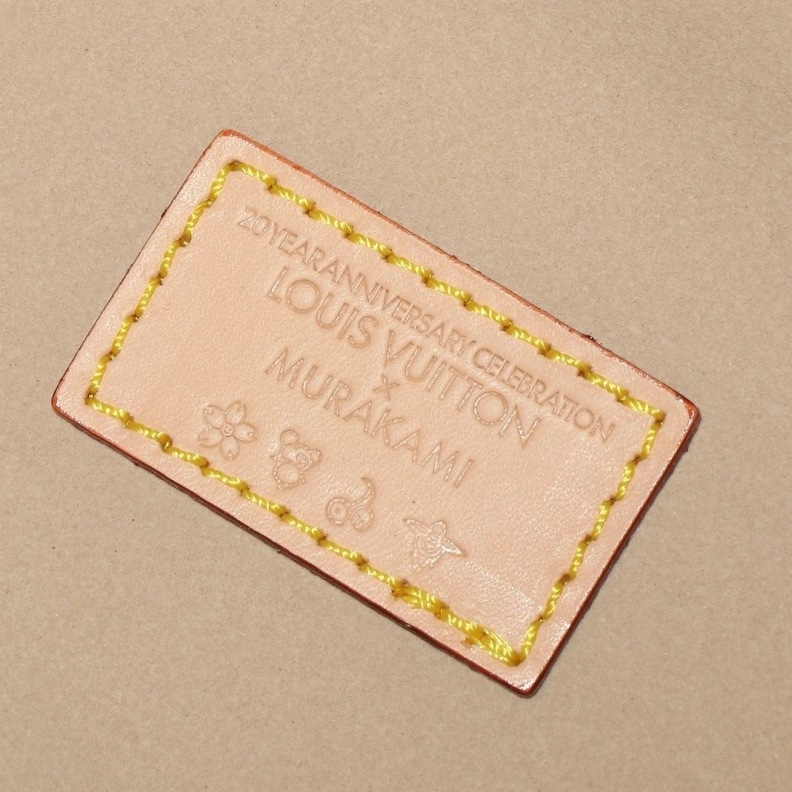 20 YEAR ANNIVERSARY CELEBRATION
LOUIS VUITTON
×
MURAKAMI